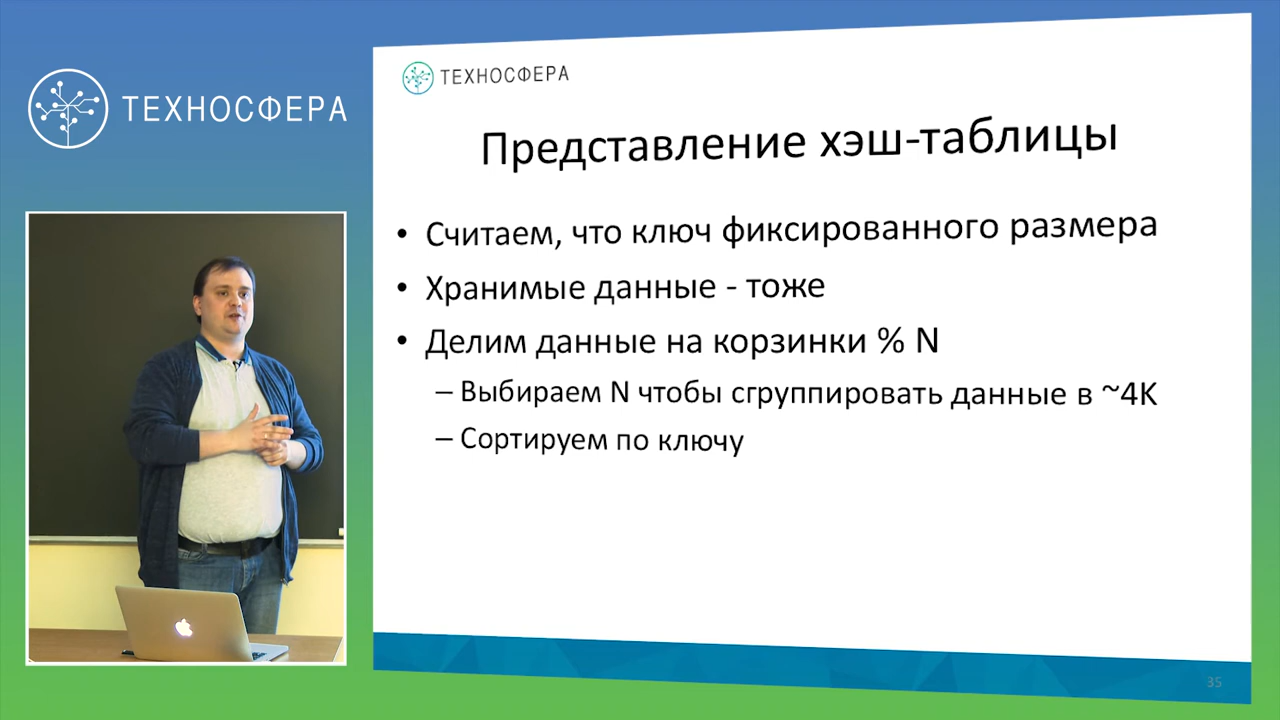 ТЕХНОСФЕРА
ТЕХНОСФЕРА
Представление хэш-таблицы
• Считаем, что ключ фиксированного размера
• Хранимые данные - тоже
• Делим данные на корзинки % N
– Выбираем N чтобы сгруппировать данные в ~4K
– Сортируем по ключу
35